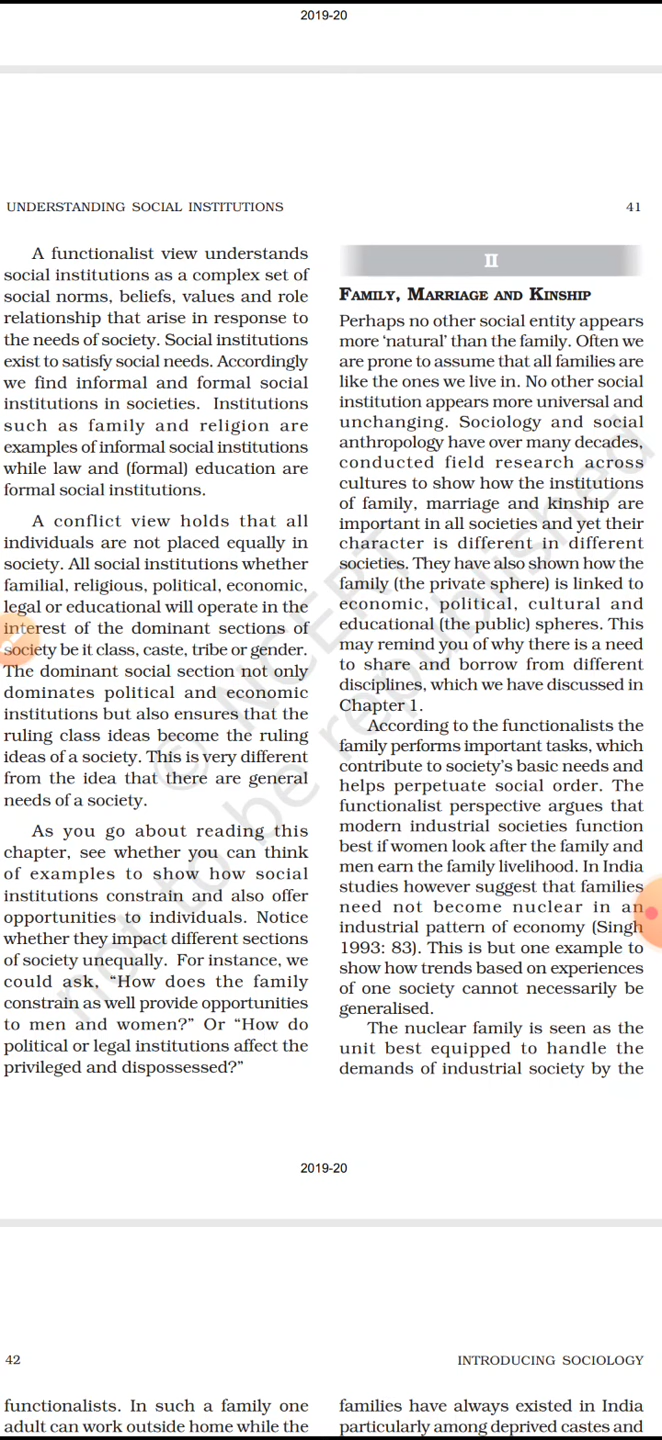 2019-20
UNDERSTANDING SOCIAL INSTITUTIONS
41
A functionalist view understands
social institutions as a complex set of
social norms, beliefs, values and role
relationship that arise in response to
the needs of society. Social institutions
exist to satisfy social needs. Accordingly
we find informal and formal social
institutions in societies. Institutions
such as family and religion are
examples of informal social institutions
while law and (formal) education are
formal social institutions.
A conflict view holds that all
individuals are not placed equally in
society. All social institutions whether
familial, religious, political, economic,
legal or educational will operate in the
interest of the dominant sections of
society be it class, caste, tribe or gender.
The dominant social section not only
dominates political and economic
institutions but also ensures that the
ruling class ideas become the ruling
ideas of a society. This is very different
from the idea that there are general
needs of a society.
As you go about reading this
chapter, see whether you can think
of examples to show how social
institutions constrain and also offer
opportunities to individuals. Notice
whether they impact different sections
of society unequally. For instance, we
could ask, “How does the family
constrain as well provide opportunities
to men and women?” Or “How do
political or legal institutions affect the
privileged and dispossessed?”
II
FAMILY, MARRIAGE AND KINSHIP
Perhaps no other social entity appears
more ‘natural’ than the family. Often we
are prone to assume that all families are
like the ones we live in. No other social
institution appears more universal and
unchanging. Sociology and social
anthropology have over many decades,
conducted field research across
cultures to show how the institutions
of family, marriage and kinship are
important in all societies and yet their
character is different in different
societies. They have also shown how the
family (the private sphere) is linked to
economic, political, cultural and
educational (the public) spheres. This
may remind you of why there is a need
to share and borrow from different
disciplines, which we have discussed in
Chapter 1.
According to the functionalists the
family performs important tasks, which
contribute to society’s basic needs and
helps perpetuate social order. The
functionalist perspective argues that
modern industrial societies function
best if women look after the family and
men earn the family livelihood. In India
studies however suggest that families
need not become nuclear in an
industrial pattern of economy (Singh
1993: 83). This is but one example to
show how trends based on experiences
of one society cannot necessarily be
generalised.
The nuclear family is seen as the
unit best equipped to handle the
demands of industrial society by the
© NCERT
not to be republished
2019-20
42
INTRODUCING SOCIOLOGY
functionalists. In such a family one
adult can work outside home while the
families have always existed in India
particularly among deprived castes and